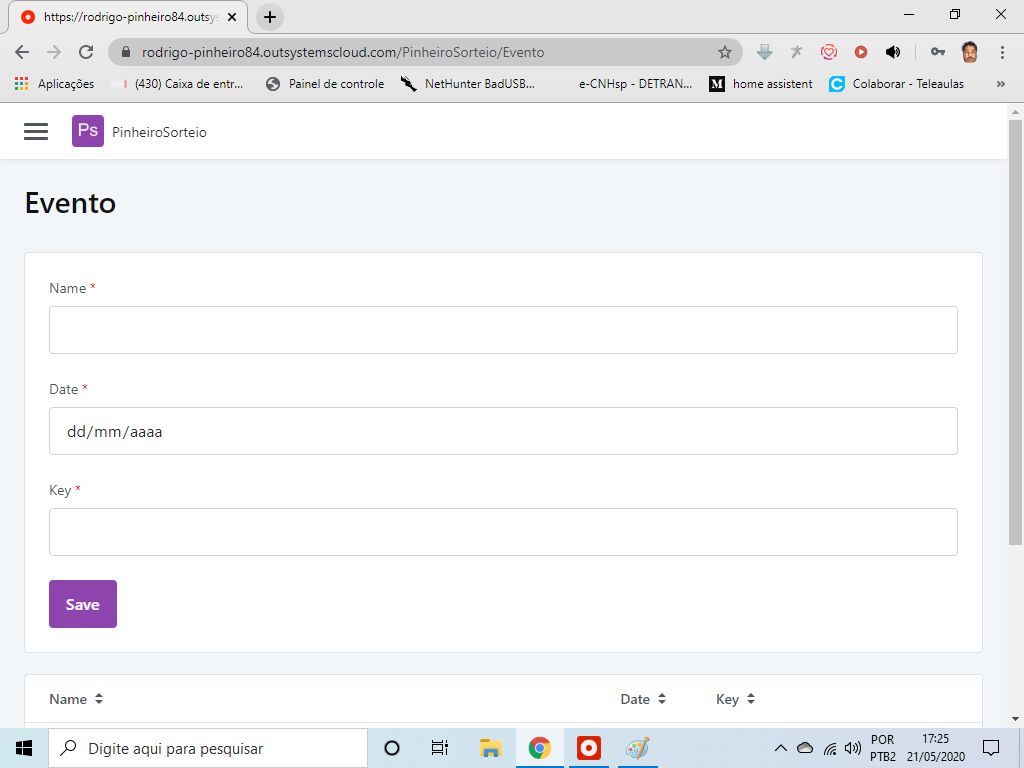 https://rodrigo-pinheiro84.outsys
rodrigo-pinheiro84.outsystemscloud.com/PinheiroSorteio/Evento
Aplicações (430) Caixa de entr... Painel de controle NetHunter BadUSB... e-CNHsp - DETRAN... M home assistent C Colaborar - Teleaulas »
Ps PinheiroSorteio
Evento
Name *
Date *
dd/mm/aaaa
Key *
Save
Name Date Key
Digite aqui para pesquisar
POR
PTB2
17:25
21/05/2020